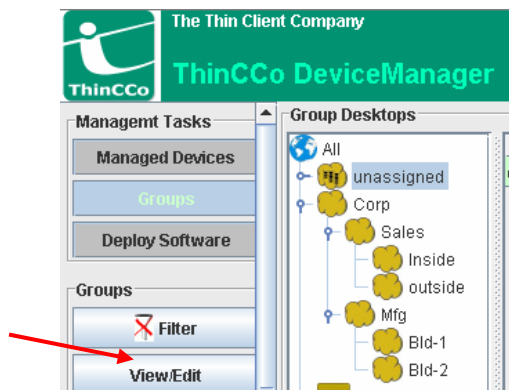 The Thin Client Company
ThinCCo
ThinCCo DeviceManager
Managemt Tasks
Managed Devices
Groups
Deploy Software
Groups
Filter
View/Edit
Group Desktops
All
unassigned
Corp
Sales
Inside
outside
Mfg
Bld-1
Bld-2